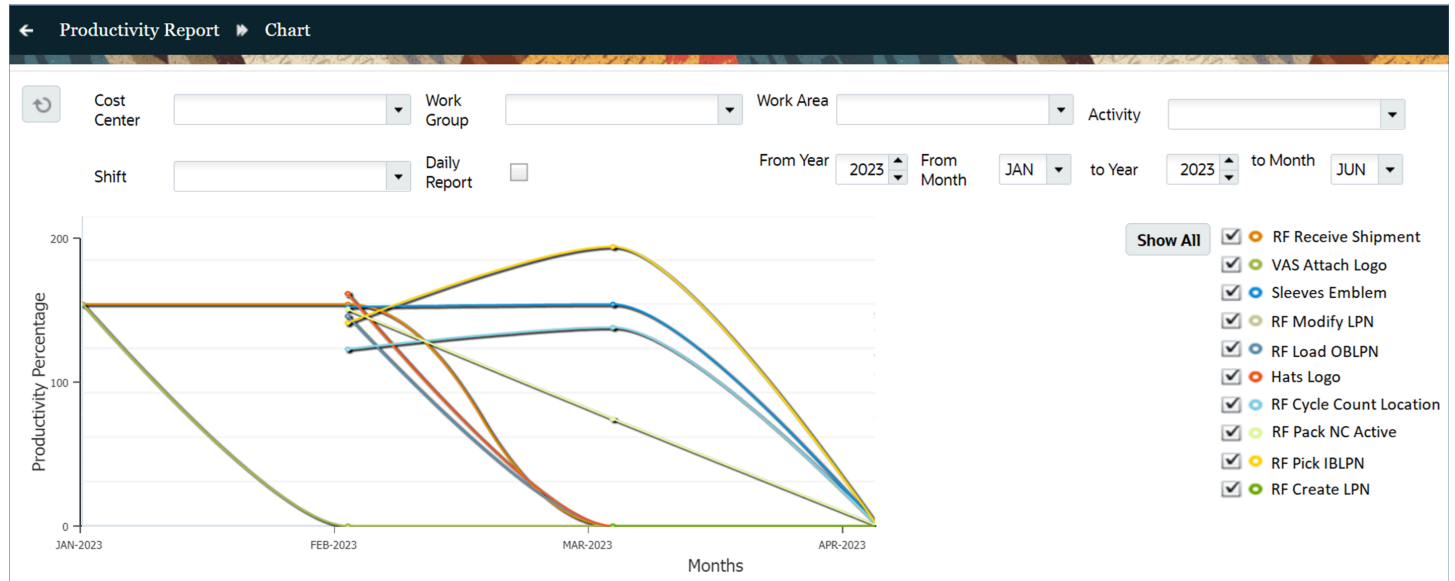 Productivity Report Chart
Cost
Center
Work
Group
Work Area
Activity
Shift
Daily
Report
From Year
2023
From
Month
JAN
to Year
2023
to Month
JUN
Show All
RF Receive Shipment
VAS Attach Logo
Sleeves Emblem
RF Modify LPN
RF Load OBLPN
Hats Logo
RF Cycle Count Location
RF Pack NC Active
RF Pick IBLPN
RF Create LPN
Productivity Percentage
200
100
0
JAN-2023 FEB-2023 MAR-2023 APR-2023
Months